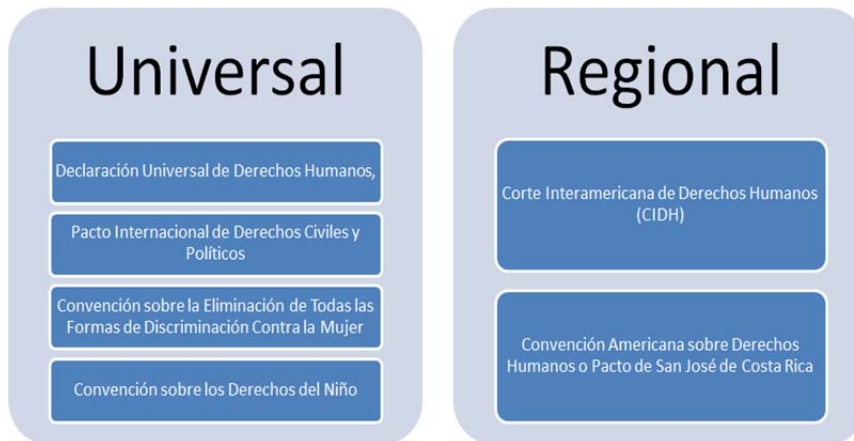 Universal
Declaración Universal de Derechos Humanos,
Pacto Internacional de Derechos Civiles y
Políticos
Convención sobre la Eliminación de Todas las
Formas de Discriminación Contra la Mujer
Convención sobre los Derechos del Niño
Regional
Corte Interamericana de Derechos Humanos
(CIDH)
Convención Americana sobre Derechos
Humanos o Pacto de San José de Costa Rica